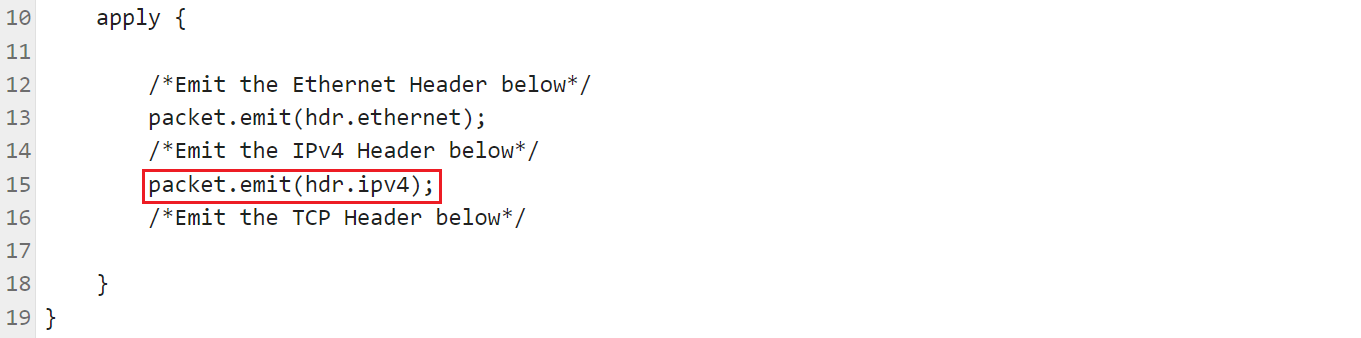 10 apply {
11
12 /*Emit the Ethernet Header below*/
13 packet.emit(hdr.ethernet);
14 /*Emit the IPv4 Header below*/
15 packet.emit(hdr.ipv4);
16 /*Emit the TCP Header below*/
17
18 }
19 }